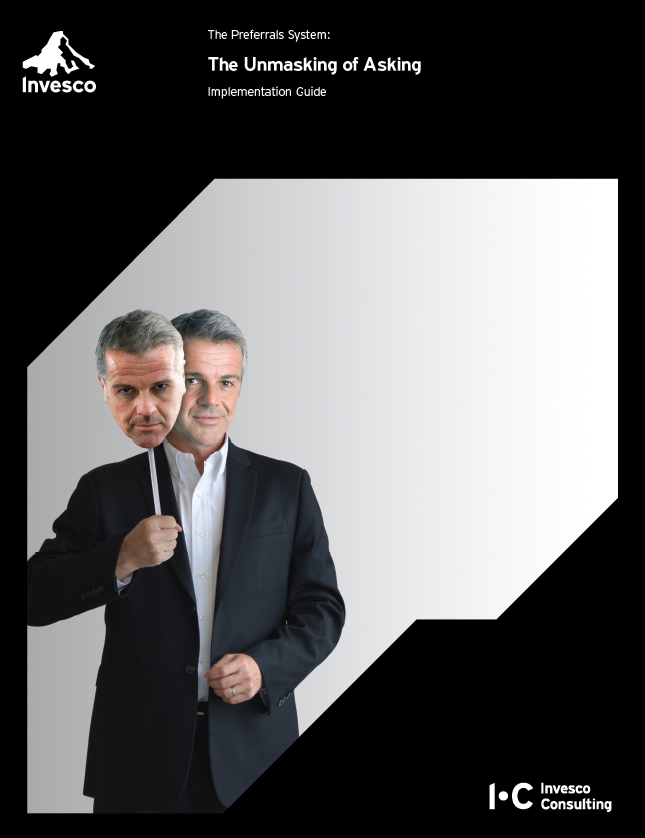 Invesco
The Preferrals System:
The Unmasking of Asking
Implementation Guide
I•C
Invesco
Consulting